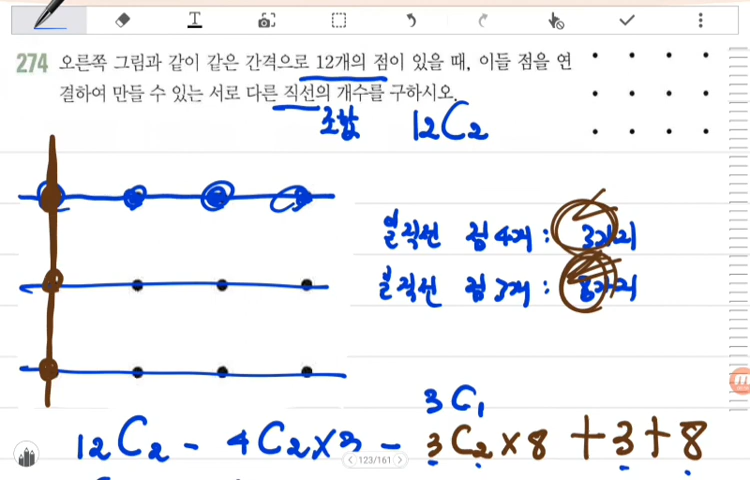 T
274 오른쪽 그림과 같이 같은 간격으로 12개의 점이 있을 때, 이들 점을 연
결하여 만들 수 있는 서로 다른 직선의 개수를 구하시오.
조합 12C2
일직선 점 4개 : 3가지
일직선 점 3개 : 8가지
3C1
12C2 - 4C2×3 - 3C2×8 +3+8
< 123/161 >